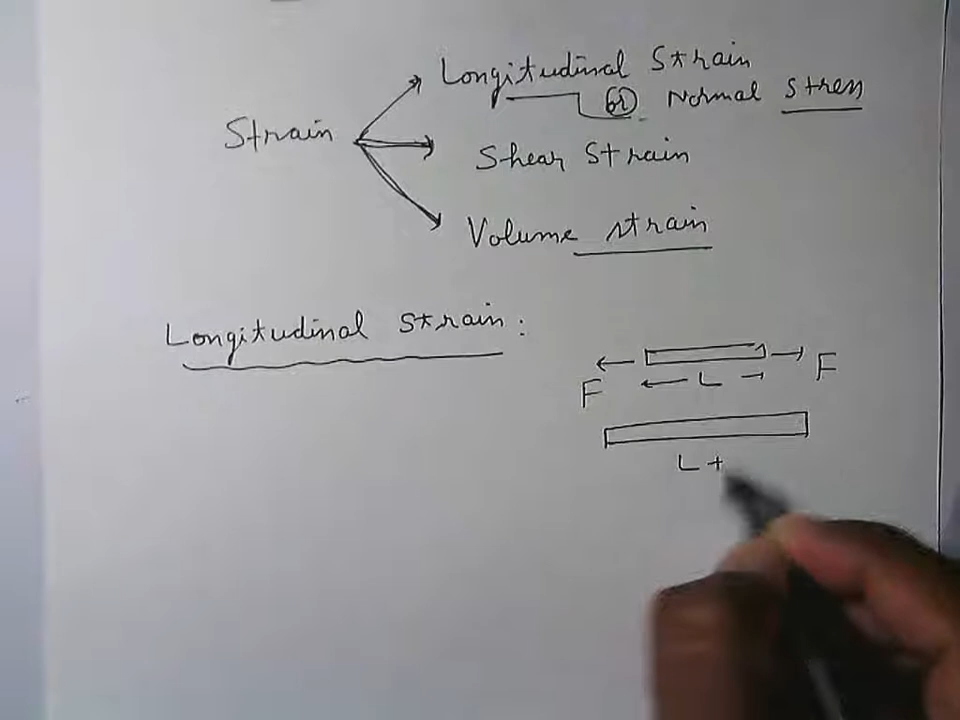 Longitudinal Strain
(or) Normal stress
Strain
Shear Strain
Volume strain
Longitudinal Strain :
F F
L
L +